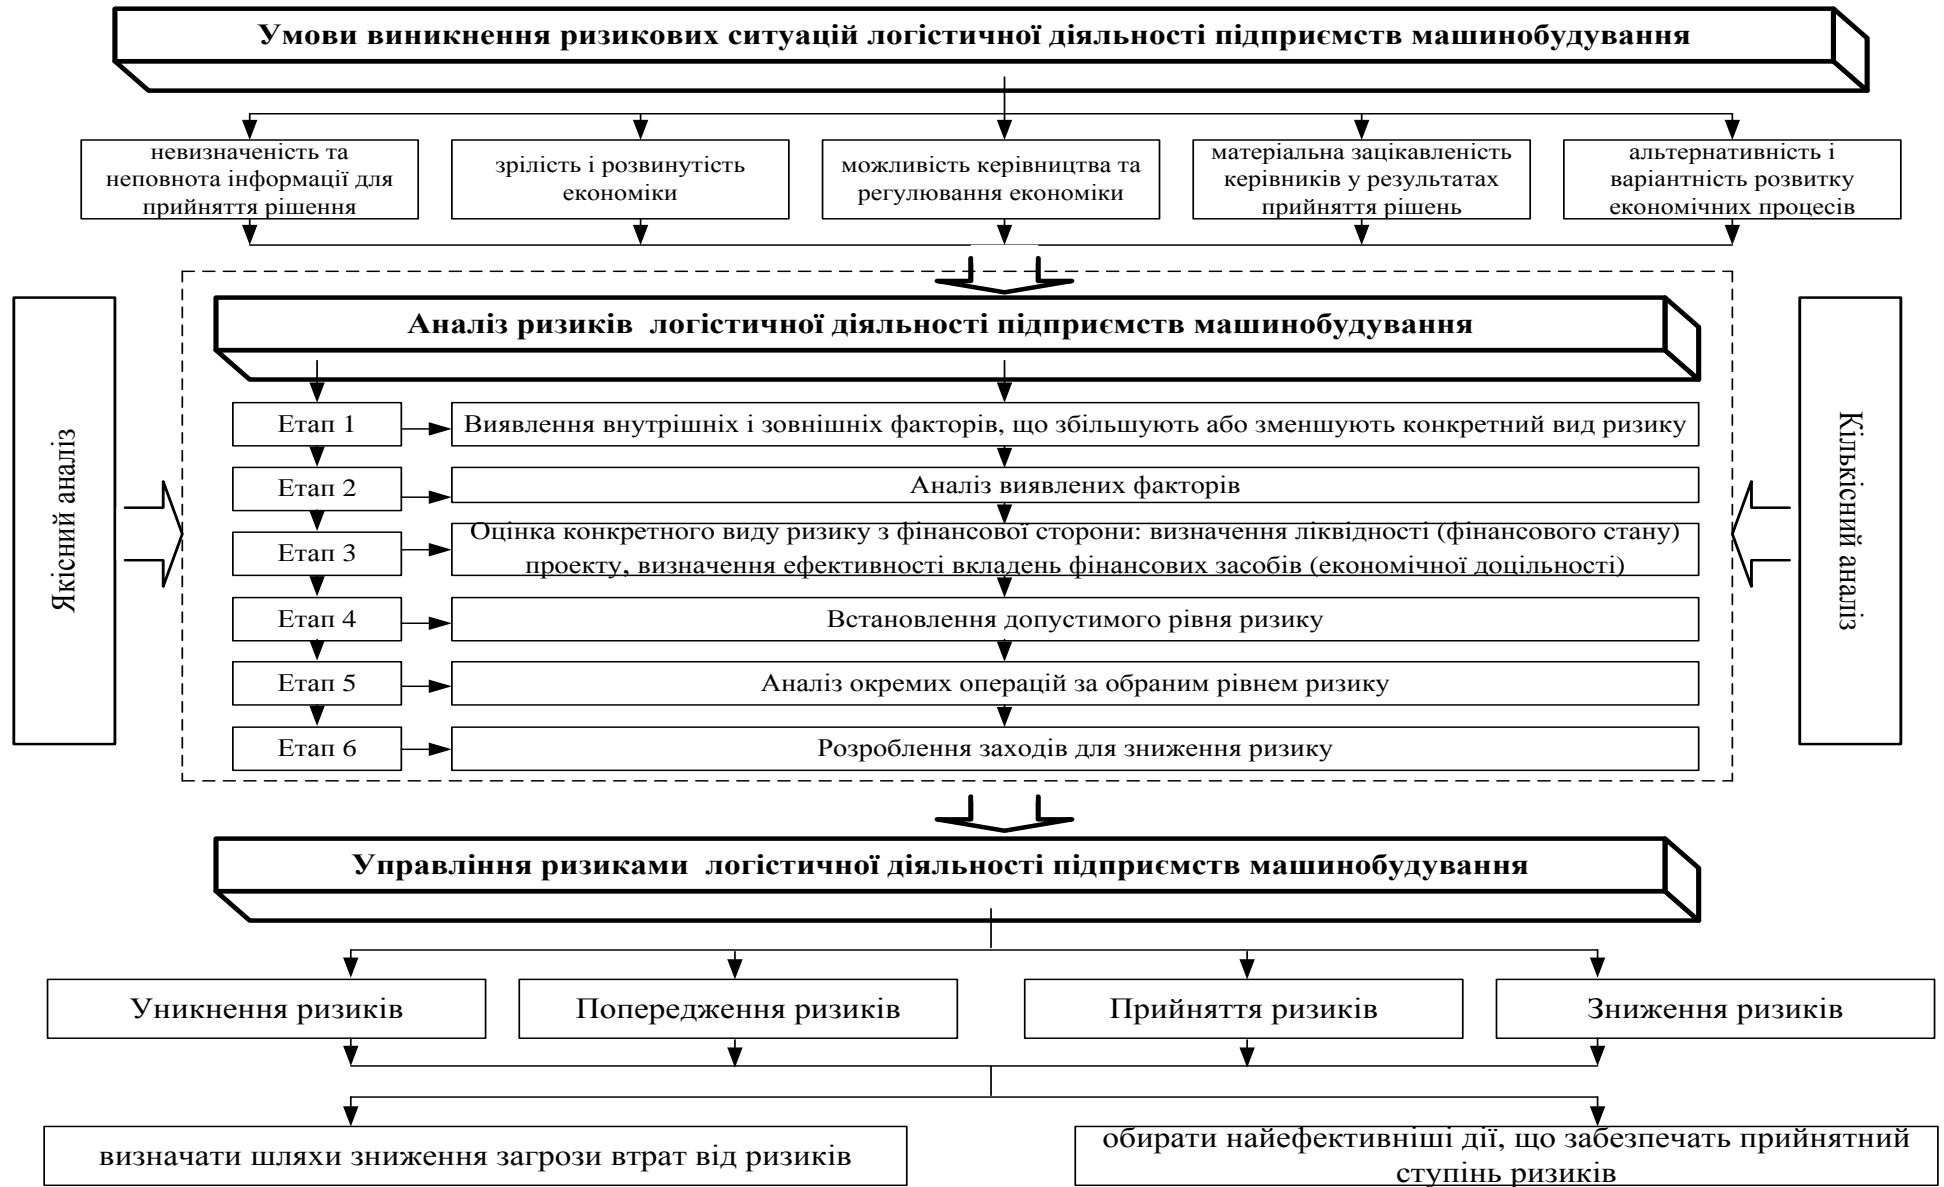 Умови виникнення ризикових ситуацій логістичної діяльності підприємств машинобудування
невизначеність та
неповнота інформації для
прийняття рішення
зрілість і розвинутість
економіки
можливість керівництва та
регулювання економіки
матеріальна зацікавленість
керівників у результатах
прийняття рішень
альтернативність і
варіантність розвитку
економічних процесів
Якісний аналіз
Аналіз ризиків логістичної діяльності підприємств машинобудування
Етап 1
Виявлення внутрішніх і зовнішніх факторів, що збільшують або зменшують конкретний вид ризику
Етап 2
Аналіз виявлених факторів
Етап 3
Оцінка конкретного виду ризику з фінансової сторони: визначення ліквідності (фінансового стану)
проекту, визначення ефективності вкладень фінансових засобів (економічної доцільності)
Етап 4
Встановлення допустимого рівня ризику
Етап 5
Аналіз окремих операцій за обраним рівнем ризику
Етап 6
Розроблення заходів для зниження ризику
Кількісний аналіз
Управління ризиками логістичної діяльності підприємств машинобудування
Уникнення ризиків
Попередження ризиків
Прийняття ризиків
Зниження ризиків
визначати шляхи зниження загрози втрат від ризиків
обирати найефективніші дії, що забезпечать прийнятний
ступінь ризиків